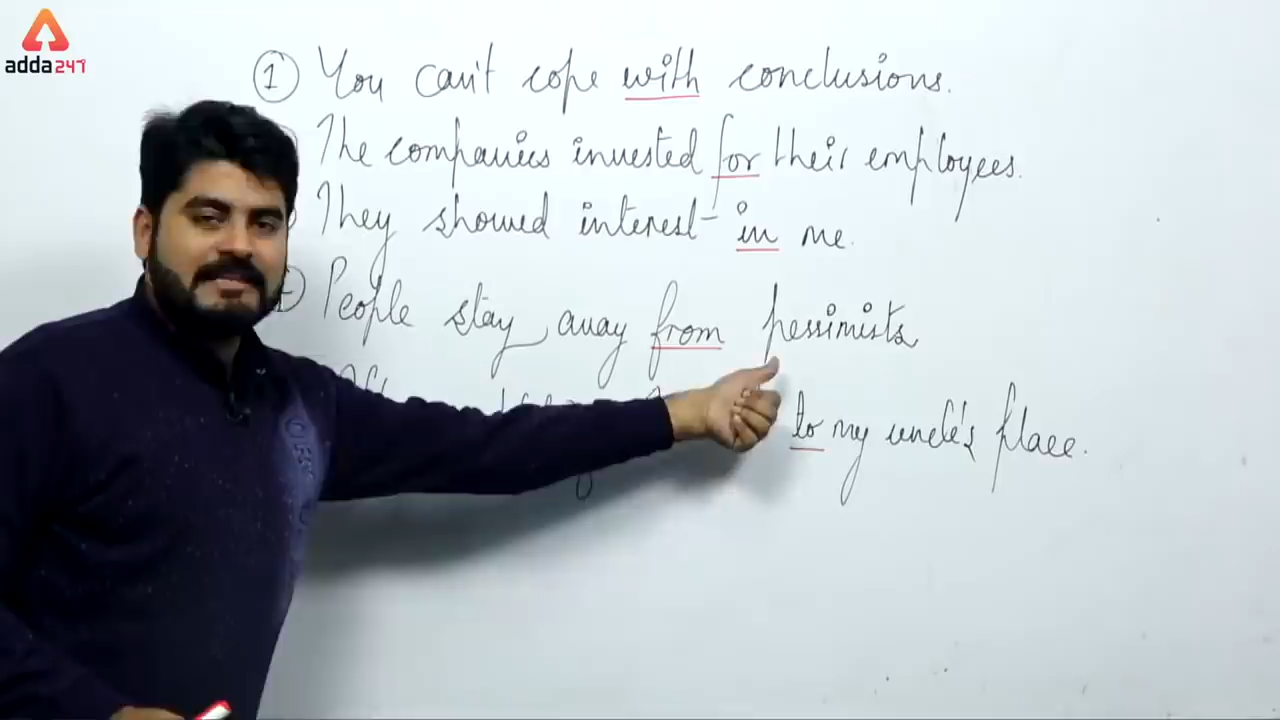 adda247
① You can't cope with conclusions.
The companies invested for their employees.
They showed interest in me.
People stay away from pessimists
to my uncle's place.